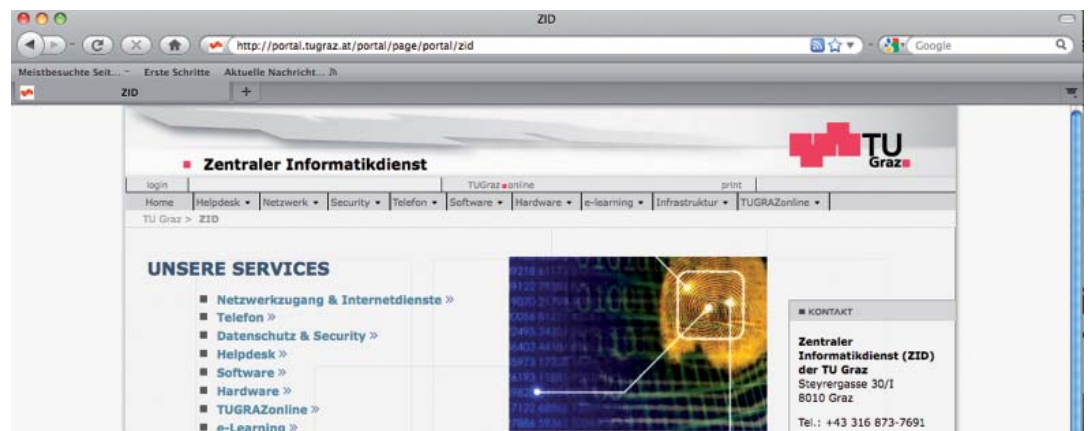 ZID
http://portal.tugraz.at/portal/page/portal/zid
Google
Meistbesuchte Seit... Erste Schritte Aktuelle Nachricht...
ZID +
TU Graz
Zentraler Informatikdienst
login TUGraz online print
Home Helpdesk Netzwerk Security Telefon Software Hardware e-learning Infrastruktur TUGRAZonline
TU Graz > ZID
UNSERE SERVICES
Netzwerkzugang & Internetdienste »
Telefon »
Datenschutz & Security »
Helpdesk »
Software »
Hardware »
TUGRAZonline »
e-Learning »
KONTAKT
Zentraler
Informatikdienst (ZID)
der TU Graz
Steyrergasse 30/I
8010 Graz
Tel.: +43 316 873-7691